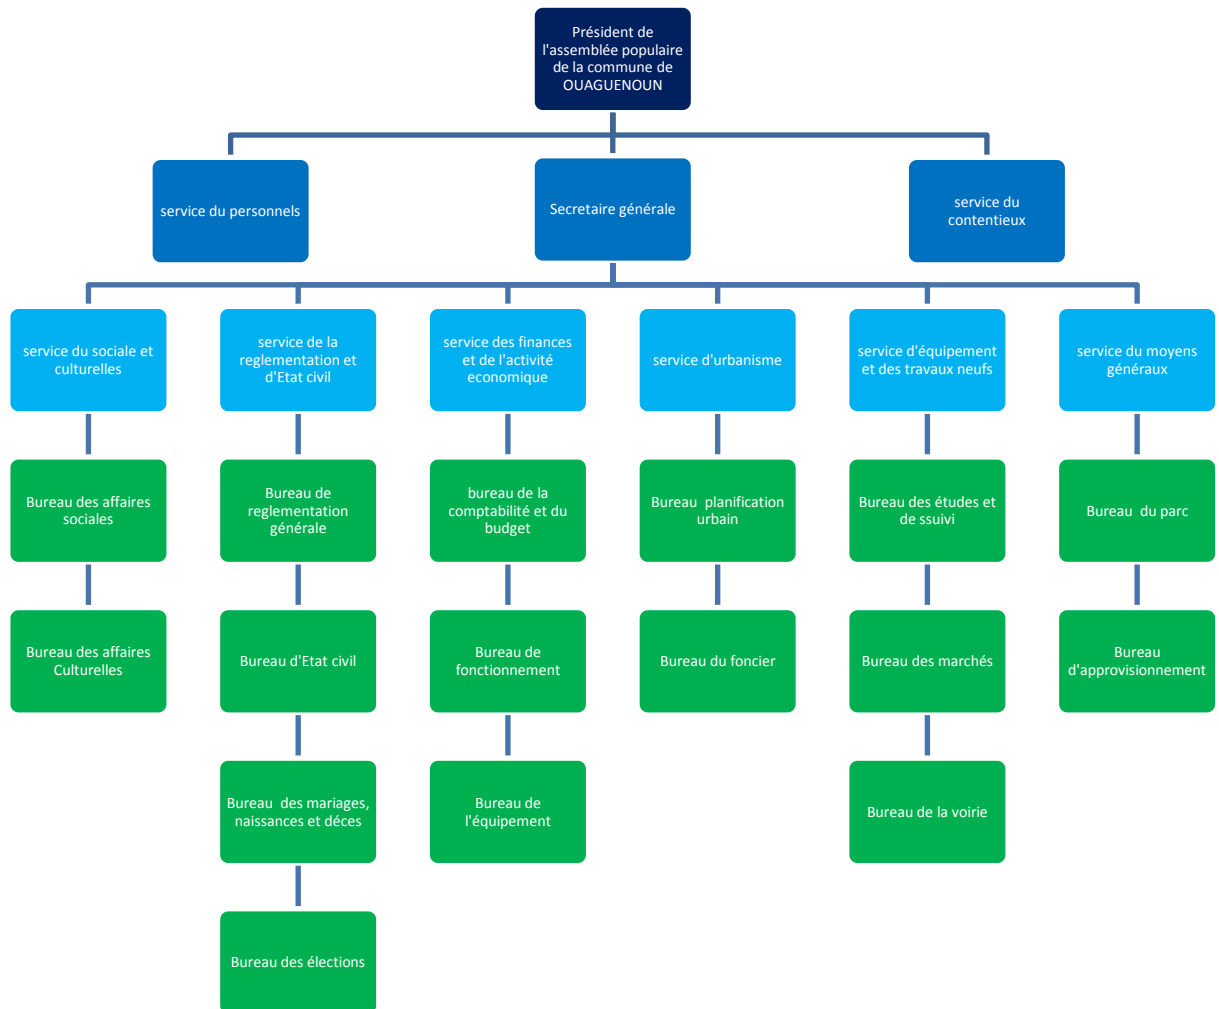 Président de
l'assemblée populaire
de la commune de
OUAGUENOUN
service du personnels
Secretaire générale
service du
contentieux
service du sociale et
culturelles
service de la
reglementation et
d'Etat civil
service des finances
et de l'activité
economique
service d'urbanisme
service d'équipement
et des travaux neufs
service du moyens
généraux
Bureau des affaires
sociales
Bureau de
reglementation
générale
bureau de la
comptabilité et du
budget
Bureau  planification
urbain
Bureau des études et
de ssuivi
Bureau  du parc
Bureau des affaires
Culturelles
Bureau d'Etat civil
Bureau de
fonctionnement
Bureau du foncier
Bureau des marchés
Bureau
d'approvisionnement
Bureau  des mariages,
naissances et déces
Bureau de
l'équipement
Bureau de la voirie
Bureau des élections